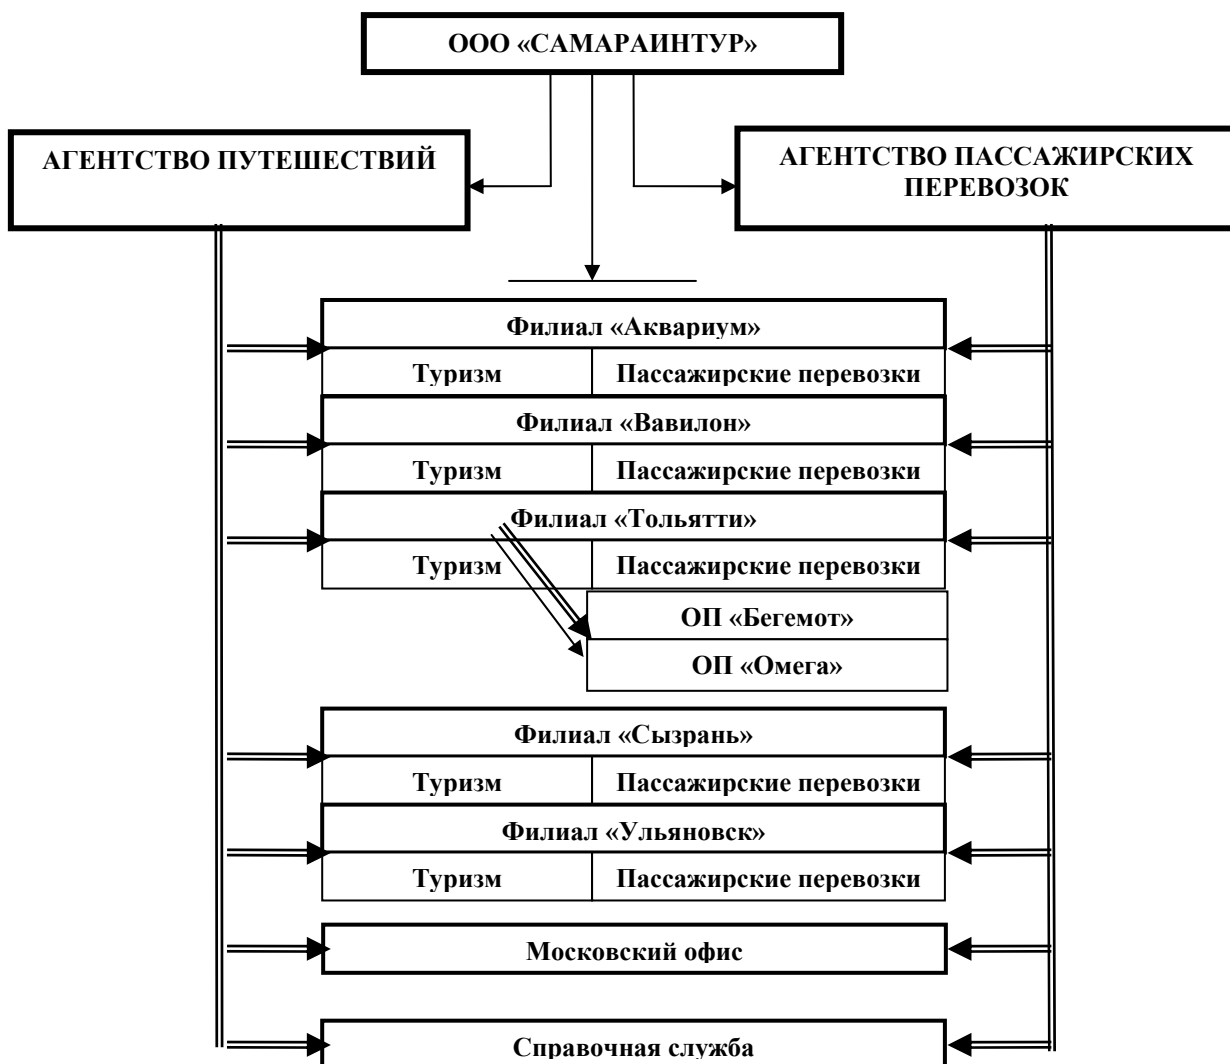 ООО «САМАРАИНТУР»
АГЕНТСТВО ПУТЕШЕСТВИЙ
АГЕНТСТВО ПАССАЖИРСКИХ
ПЕРЕВОЗОК
Филиал «Аквариум»
Туризм Пассажирские перевозки
Филиал «Вавилон»
Туризм Пассажирские перевозки
Филиал «Тольятти»
Туризм Пассажирские перевозки
ОП «Бегемот»
ОП «Омега»
Филиал «Сызрань»
Туризм Пассажирские перевозки
Филиал «Ульяновск»
Туризм Пассажирские перевозки
Московский офис
Справочная служба